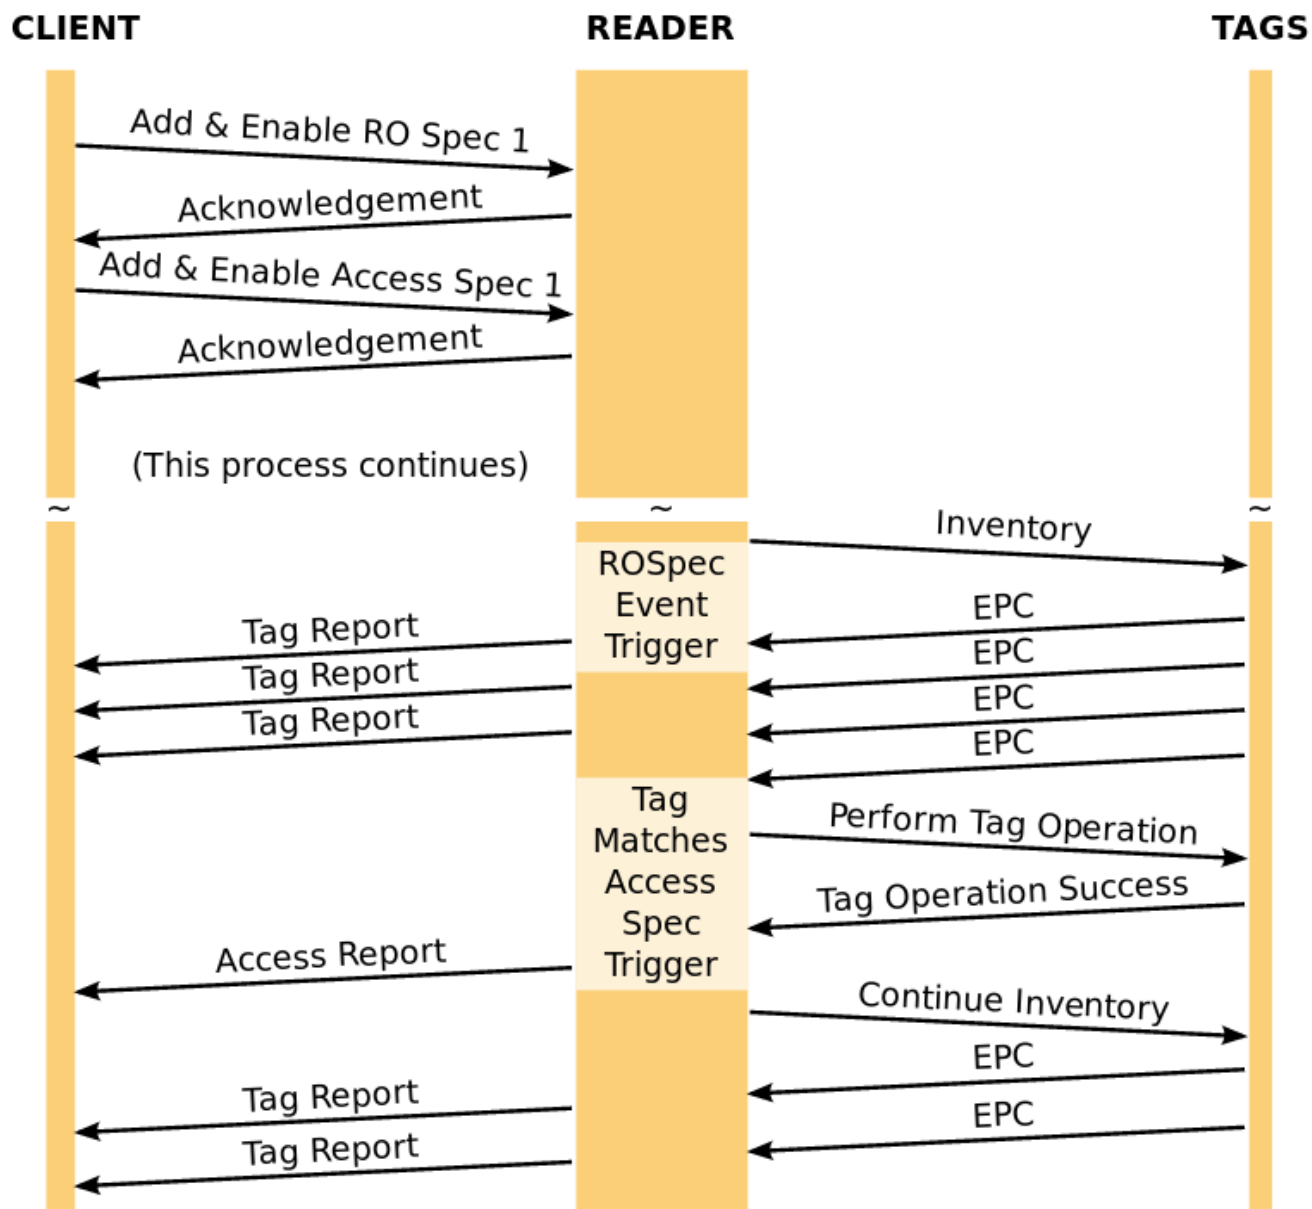 CLIENT
READER
TAGS
Add & Enable RO Spec 1
Acknowledgement
Add & Enable Access Spec 1
Acknowledgement
(This process continues)
~
~
~
Inventory
ROSpec
Event
Trigger
EPC
Tag Report
EPC
Tag Report
EPC
Tag Report
EPC
Tag
Matches
Access
Spec
Trigger
Perform Tag Operation
Tag Operation Success
Access Report
Continue Inventory
EPC
Tag Report
EPC
Tag Report